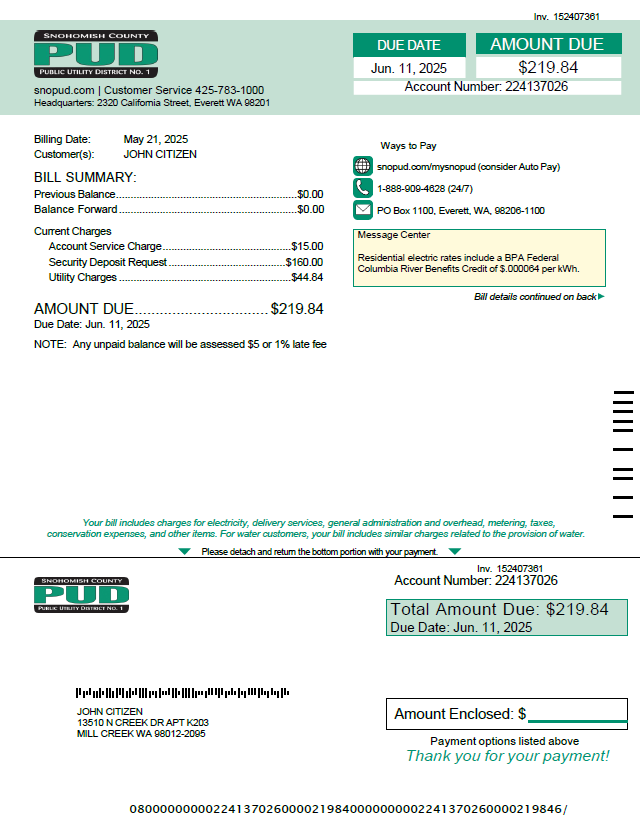 Inv. 152407361
SNOHOMISH COUNTY
PUD
PUBLIC UTILITY DISTRICT NO. 1
snopud.com | Customer Service 425-783-1000
Headquarters: 2320 California Street, Everett WA 98201
DUE DATE
AMOUNT DUE
Jun. 11, 2025
$219.84
Account Number: 224137026
Billing Date: May 21, 2025
Customer(s): JOHN CITIZEN
BILL SUMMARY:
Previous Balance $0.00
Balance Forward $0.00
Current Charges
Account Service Charge $15.00
Security Deposit Request $160.00
Utility Charges $44.84
AMOUNT DUE $219.84
Due Date: Jun. 11, 2025
NOTE: Any unpaid balance will be assessed $5 or 1% late fee
Ways to Pay
snopud.com/mysnopud (consider Auto Pay)
1-888-909-4628 (24/7)
PO Box 1100, Everett, WA, 98206-1100
Message Center
Residential electric rates include a BPA Federal
Columbia River Benefits Credit of $.000064 per kWh.
Bill details continued on back
Your bill includes charges for electricity, delivery services, general administration and overhead, metering, taxes,
conservation expenses, and other items. For water customers, your bill includes similar charges related to the provision of water.
Please detach and return the bottom portion with your payment.
SNOHOMISH COUNTY
PUD
PUBLIC UTILITY DISTRICT NO. 1
Inv. 152407361
Account Number: 224137026
Total Amount Due: $219.84
Due Date: Jun. 11, 2025
JOHN CITIZEN
13510 N CREEK DR APT K203
MILL CREEK WA 98012-2095
Amount Enclosed: $
Payment options listed above
Thank you for your payment!
080000000002241370260000219840000000002241370260000219846/